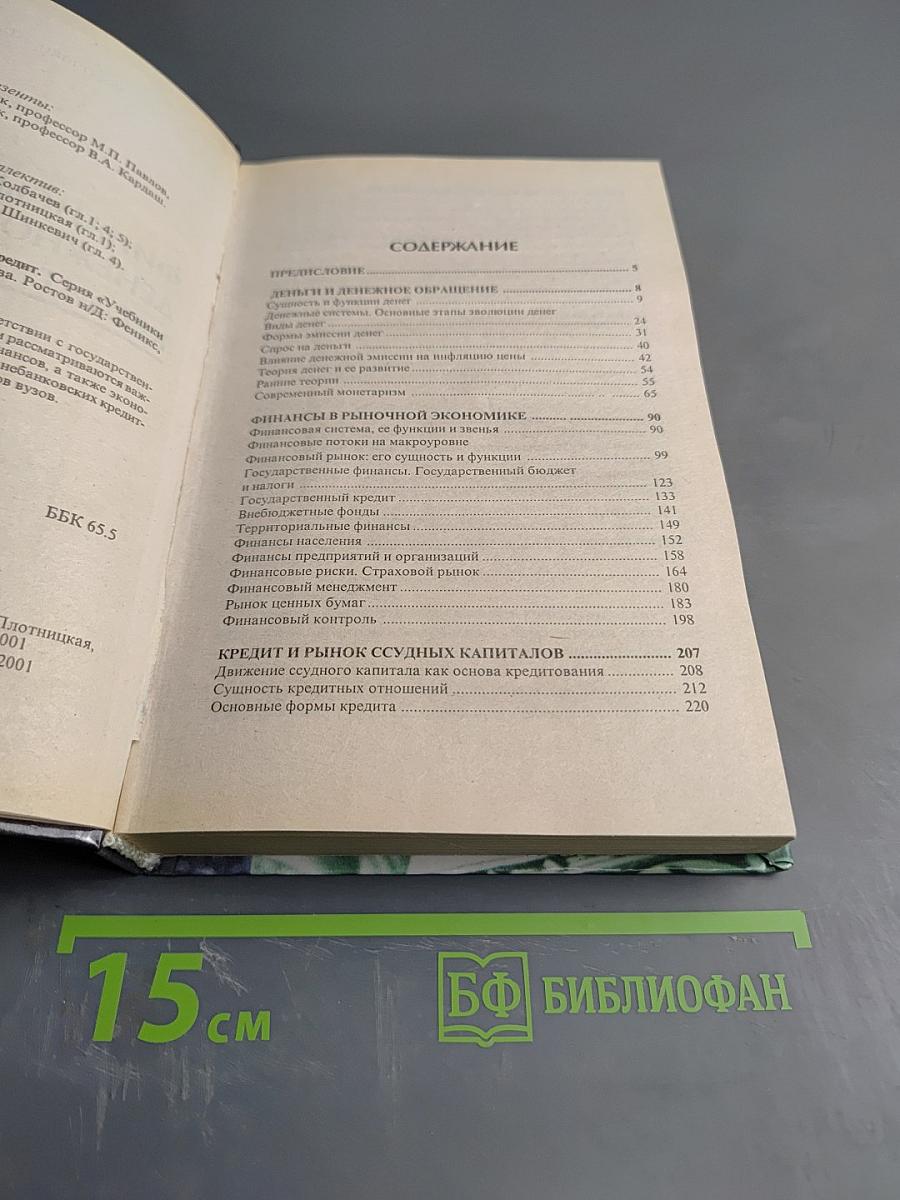 зенты:
к, профессор М.П. Павлов,
к, профессор В.А. Кардаш.
ллектив:
Колбачев (гл.1; 4; 5);
лотницкая (гл.1);
Шинкевич (гл. 4).
редит. Серия «Учебники
ва. Ростов н/Д: Феникс,
етствии с государствен-
и рассматриваются важ-
нансов, а также эконо-
небанковских кредит-
ов вузов.
ББК 65.5
Плотницкая,
001
2001
СОДЕРЖАНИЕ
ПРЕДИСЛОВИЕ ..... 5
ДЕНЬГИ И ДЕНЕЖНОЕ ОБРАЩЕНИЕ ..... 8
Сущность и функции денег ..... 9
Денежные системы. Основные этапы эволюции денег
Виды денег ..... 24
Формы эмиссии денег ..... 31
Спрос на деньги ..... 40
Влияние денежной эмиссии на инфляцию цены ..... 42
Теория денег и ее развитие ..... 54
Ранние теории ..... 55
Современный монетаризм ..... 65
ФИНАНСЫ В РЫНОЧНОЙ ЭКОНОМИКЕ ..... 90
Финансовая система, ее функции и звенья ..... 90
Финансовые потоки на макроуровне
Финансовый рынок: его сущность и функции ..... 99
Государственные финансы. Государственный бюджет
и налоги ..... 123
Государственный кредит ..... 133
Внебюджетные фонды ..... 141
Территориальные финансы ..... 149
Финансы населения ..... 152
Финансы предприятий и организаций ..... 158
Финансовые риски. Страховой рынок ..... 164
Финансовый менеджмент ..... 180
Рынок ценных бумаг ..... 183
Финансовый контроль ..... 198
КРЕДИТ И РЫНОК ССУДНЫХ КАПИТАЛОВ ..... 207
Движение ссудного капитала как основа кредитования ..... 208
Сущность кредитных отношений ..... 212
Основные формы кредита ..... 220
15 см
БФ БИБЛИОФАН